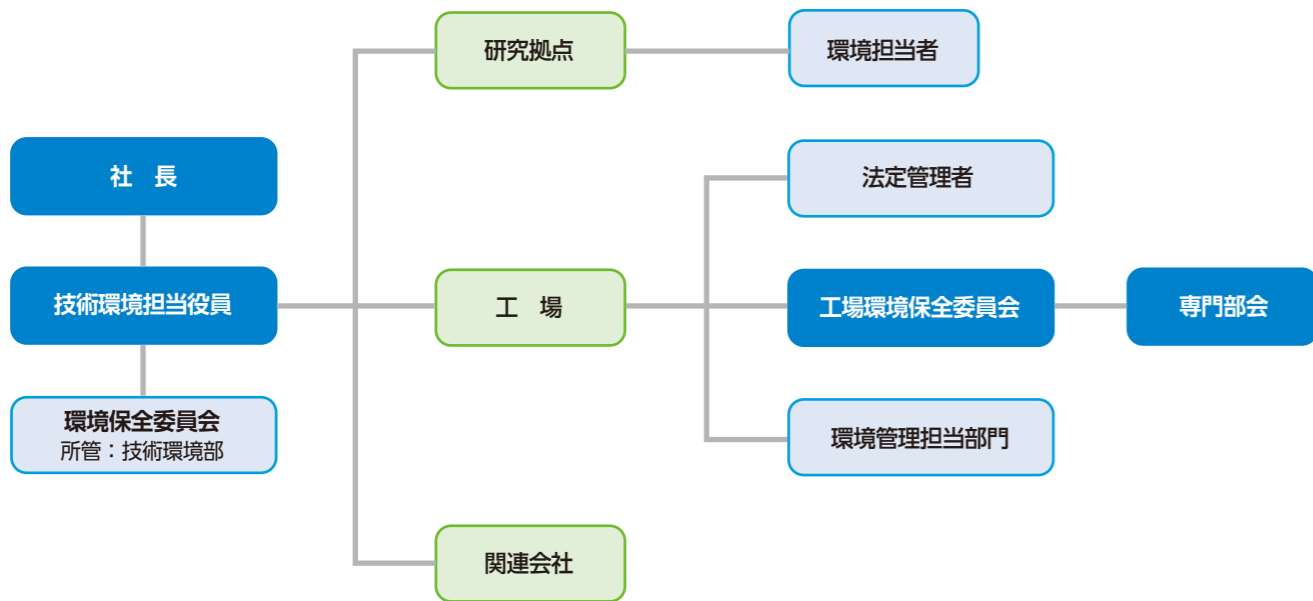 社　長
技術環境担当役員
環境保全委員会
所管：技術環境部
研究拠点
工　場
関連会社
環境担当者
法定管理者
工場環境保全委員会
環境管理担当部門
専門部会